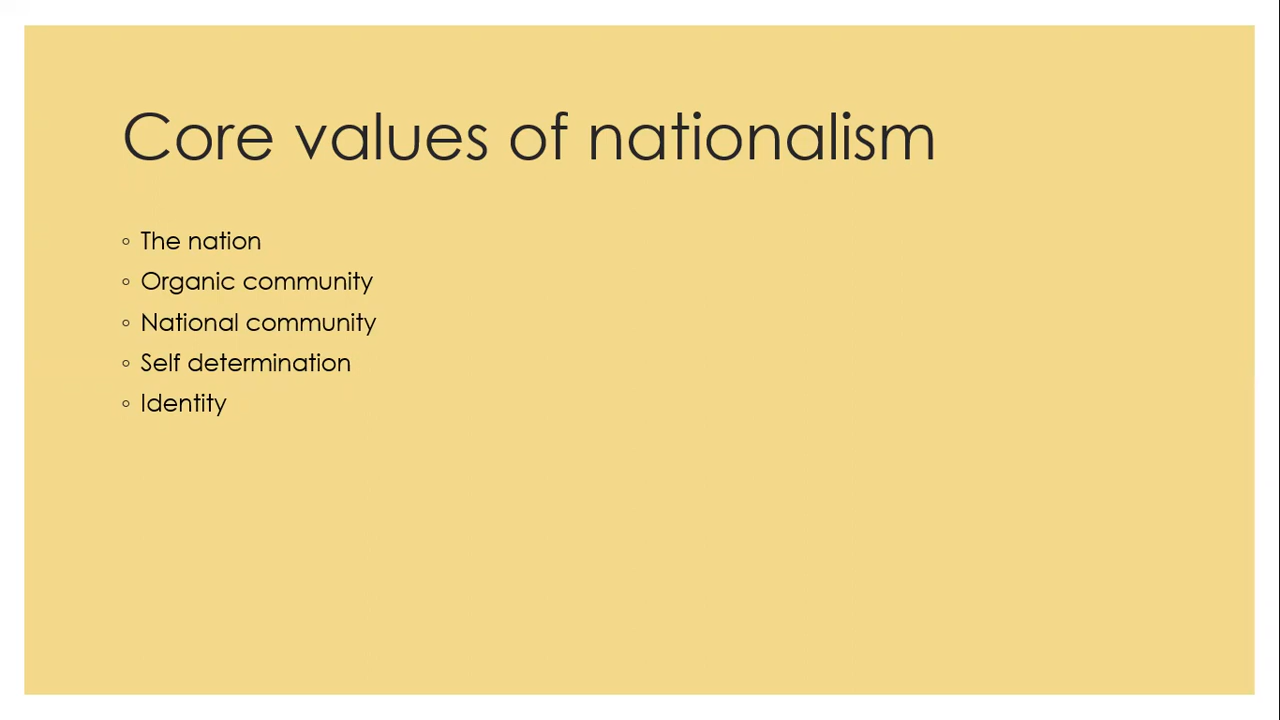 Core values of nationalism
◦ The nation
◦ Organic community
◦ National community
◦ Self determination
◦ Identity